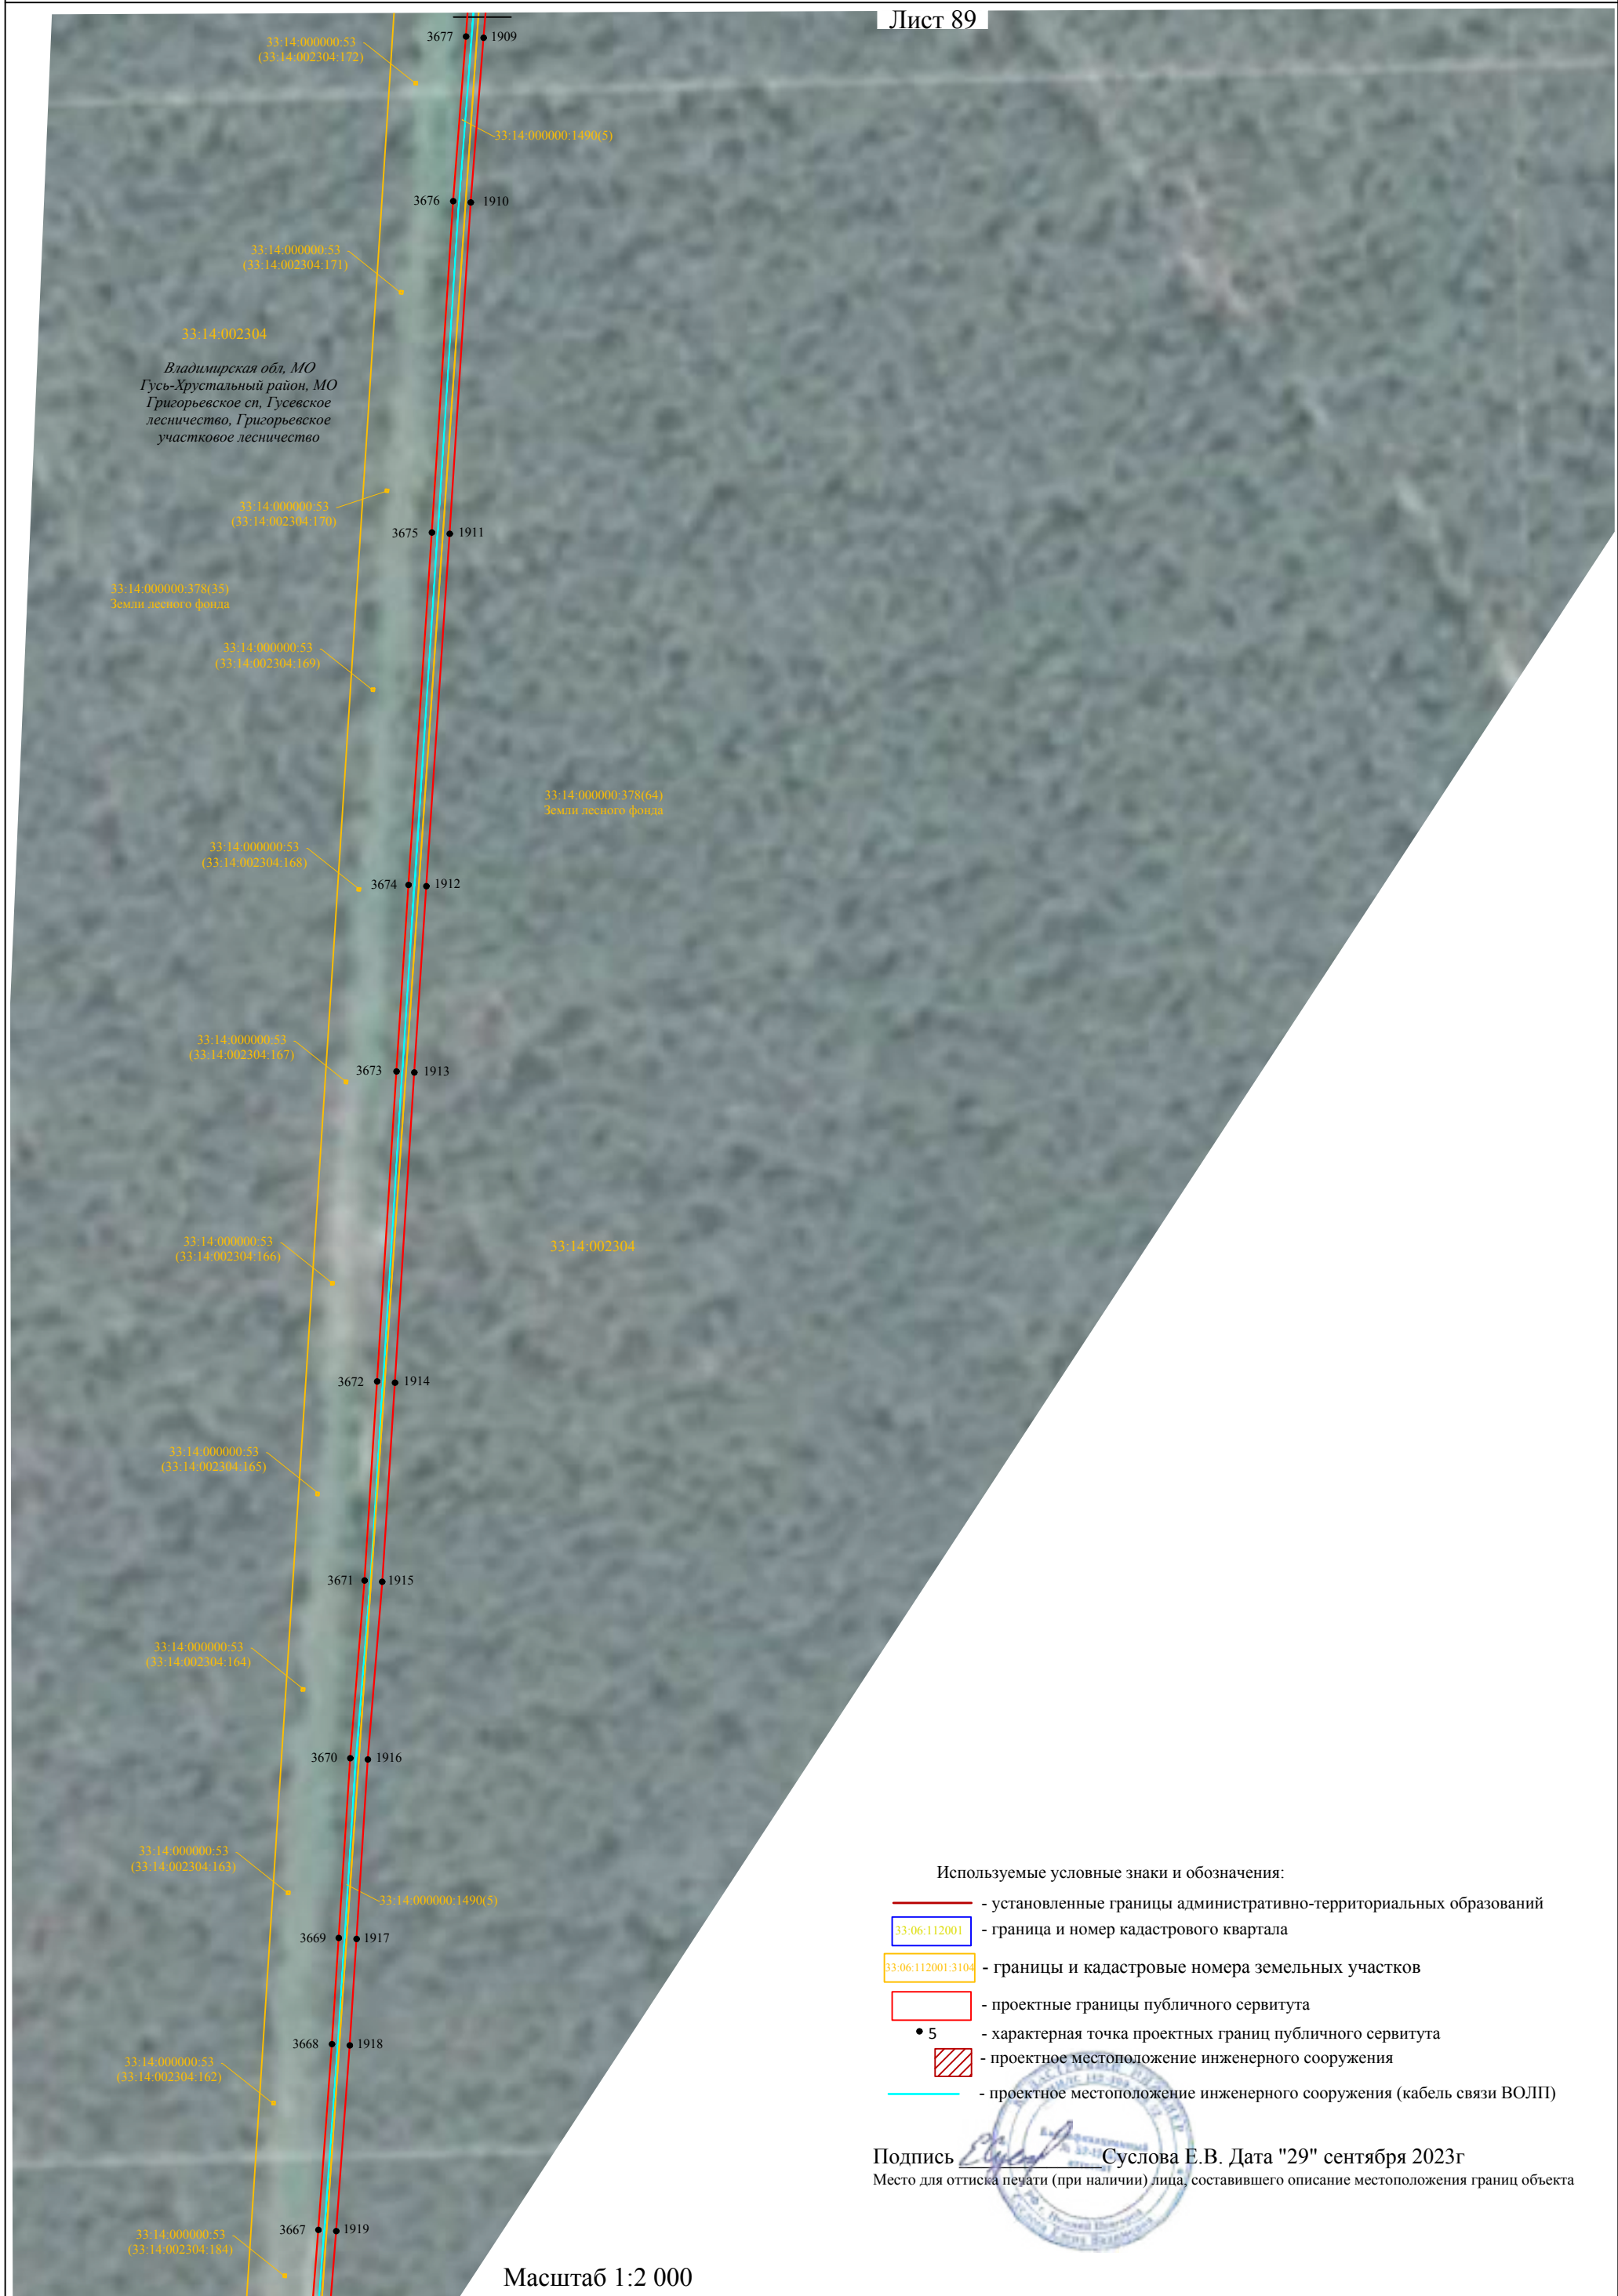 Лист 89
33:14:000000:53
(33:14:002304:172)
3677
1909
33:14:000000:1490(5)
3676
1910
33:14:000000:53
(33:14:002304:171)
33:14:002304
Владимирская обл, МО
Гусь-Хрустальный район, МО
Григорьевское сп, Гусевское
лесничество, Григорьевское
участковое лесничество
33:14:000000:53
(33:14:002304:170)
3675
1911
33:14:000000:378(35)
Земли лесного фонда
33:14:000000:53
(33:14:002304:169)
33:14:000000:378(64)
Земли лесного фонда
33:14:000000:53
(33:14:002304:168)
3674
1912
33:14:000000:53
(33:14:002304:167)
3673
1913
33:14:000000:53
(33:14:002304:166)
33:14:002304
3672
1914
33:14:000000:53
(33:14:002304:165)
3671
1915
33:14:000000:53
(33:14:002304:164)
3670
1916
33:14:000000:53
(33:14:002304:163)
33:14:000000:1490(5)
3669
1917
3668
1918
33:14:000000:53
(33:14:002304:162)
3667
1919
33:14:000000:53
(33:14:002304:184)
Используемые условные знаки и обозначения:
- установленные границы административно-территориальных образований
33:06:112001 - граница и номер кадастрового квартала
33:06:112001:3104 - границы и кадастровые номера земельных участков
- проектные границы публичного сервитута
5 - характерная точка проектных границ публичного сервитута
- проектное местоположение инженерного сооружения
- проектное местоположение инженерного сооружения (кабель связи ВОЛП)
Подпись Суслова Е.В. Дата "29" сентября 2023г
Место для оттиска печати (при наличии) лица, составившего описание местоположения границ объекта
Масштаб 1:2 000